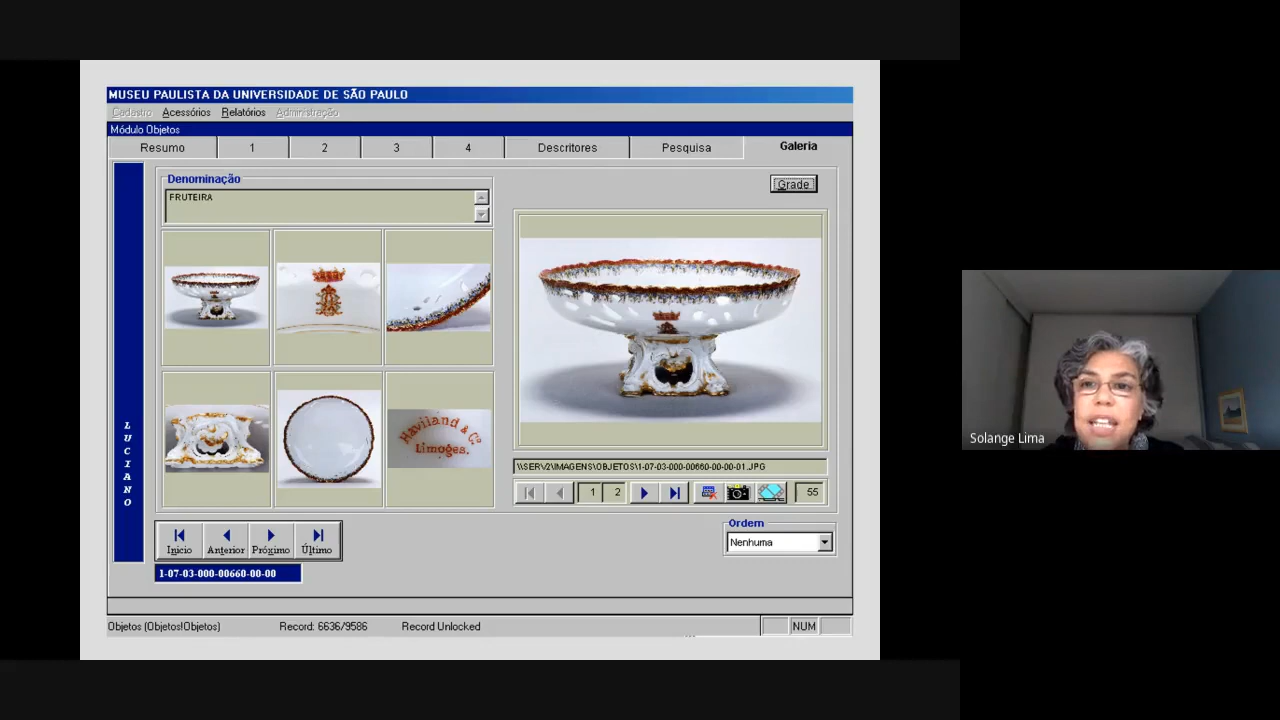 MUSEU PAULISTA DA UNIVERSIDADE DE SÃO PAULO
Cadastro Acessórios Relatórios Administração
Módulo Objetos
Resumo 1 2 3 4 Descritores Pesquisa Galeria
Denominação
FRUTEIRA
Grade
Haviland & Co
Limoges.
\\SERV2\IMAGENS\OBJETOS\1-07-03-000-00660-00-00-01.JPG
1 2 55
LUCIANO
Inicio Anterior Próximo Último
Ordem
Nenhuma
1-07-03-000-00660-00-00
Objetos (Objetos!Objetos) Record: 6636/9586 Record Unlocked NUM
Solange Lima